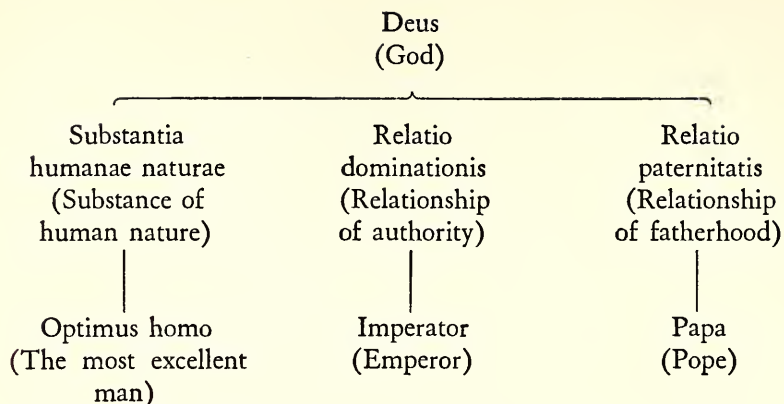 Deus
(God)
Substantia
humanae naturae
(Substance of
human nature)
Relatio
dominationis
(Relationship
of authority)
Relatio
paternitatis
(Relationship
of fatherhood)
Optimus homo
(The most excellent
man)
Imperator
(Emperor)
Papa
(Pope)